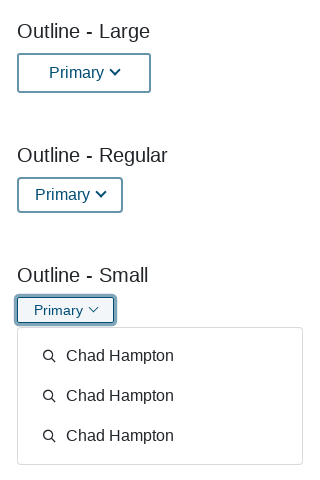 Outline - Large
Primary
Outline - Regular
Primary
Outline - Small
Primary
Chad Hampton
Chad Hampton
Chad Hampton